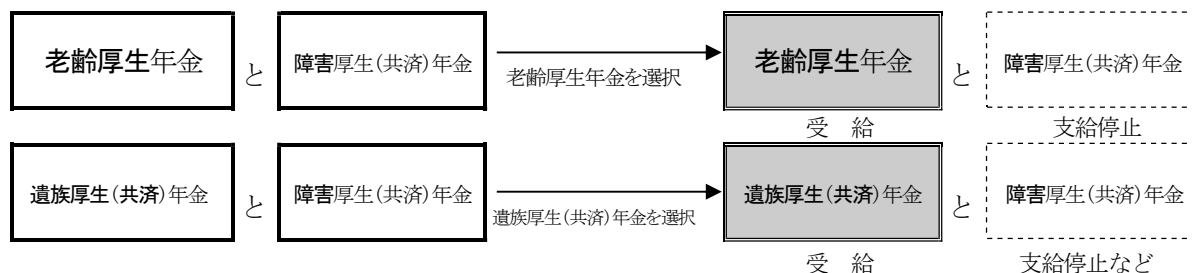 老齢厚生年金 と 障害厚生(共済)年金 老齢厚生年金を選択 老齢厚生年金 と 障害厚生(共済)年金
受 給 支給停止
遺族厚生(共済)年金 と 障害厚生(共済)年金 遺族厚生(共済)年金を選択 遺族厚生(共済)年金 と 障害厚生(共済)年金
受 給 支給停止など